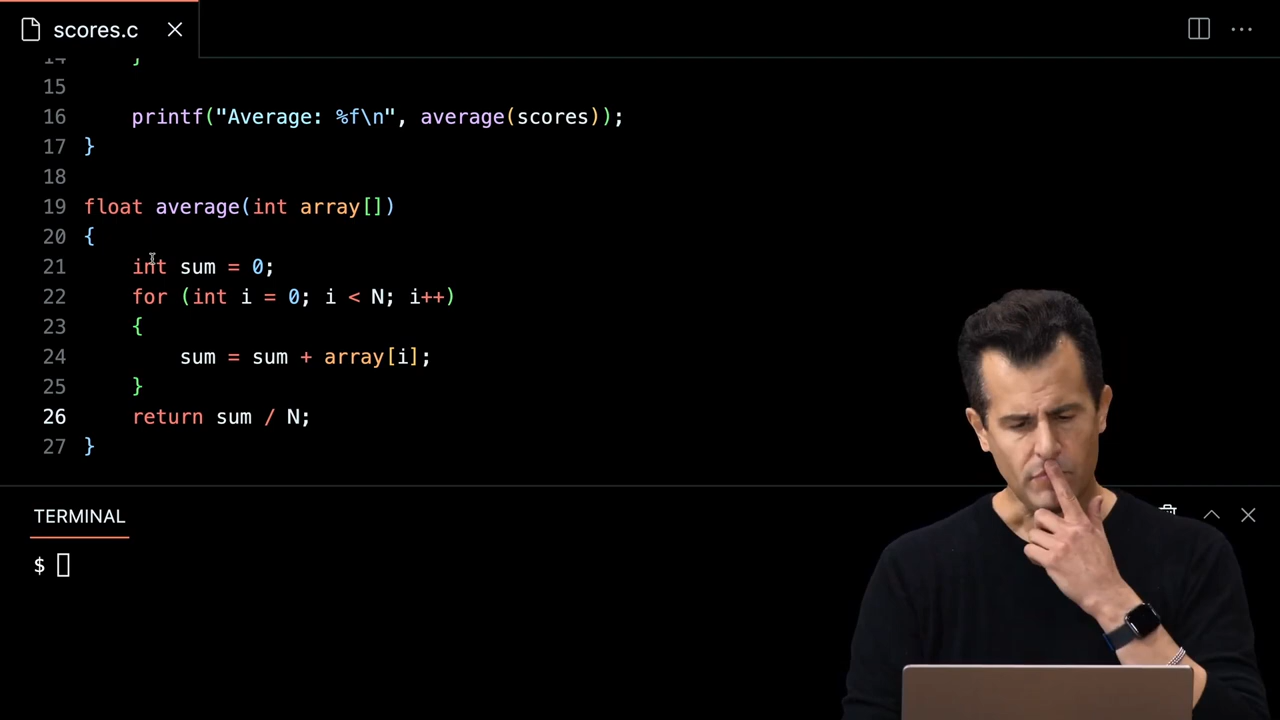 scores.c
14 }
15
16 printf("Average: %f\n", average(scores));
17 }
18
19 float average(int array[])
20 {
21 int sum = 0;
22 for (int i = 0; i < N; i++)
23 {
24 sum = sum + array[i];
25 }
26 return sum / N;
27 }
TERMINAL
$